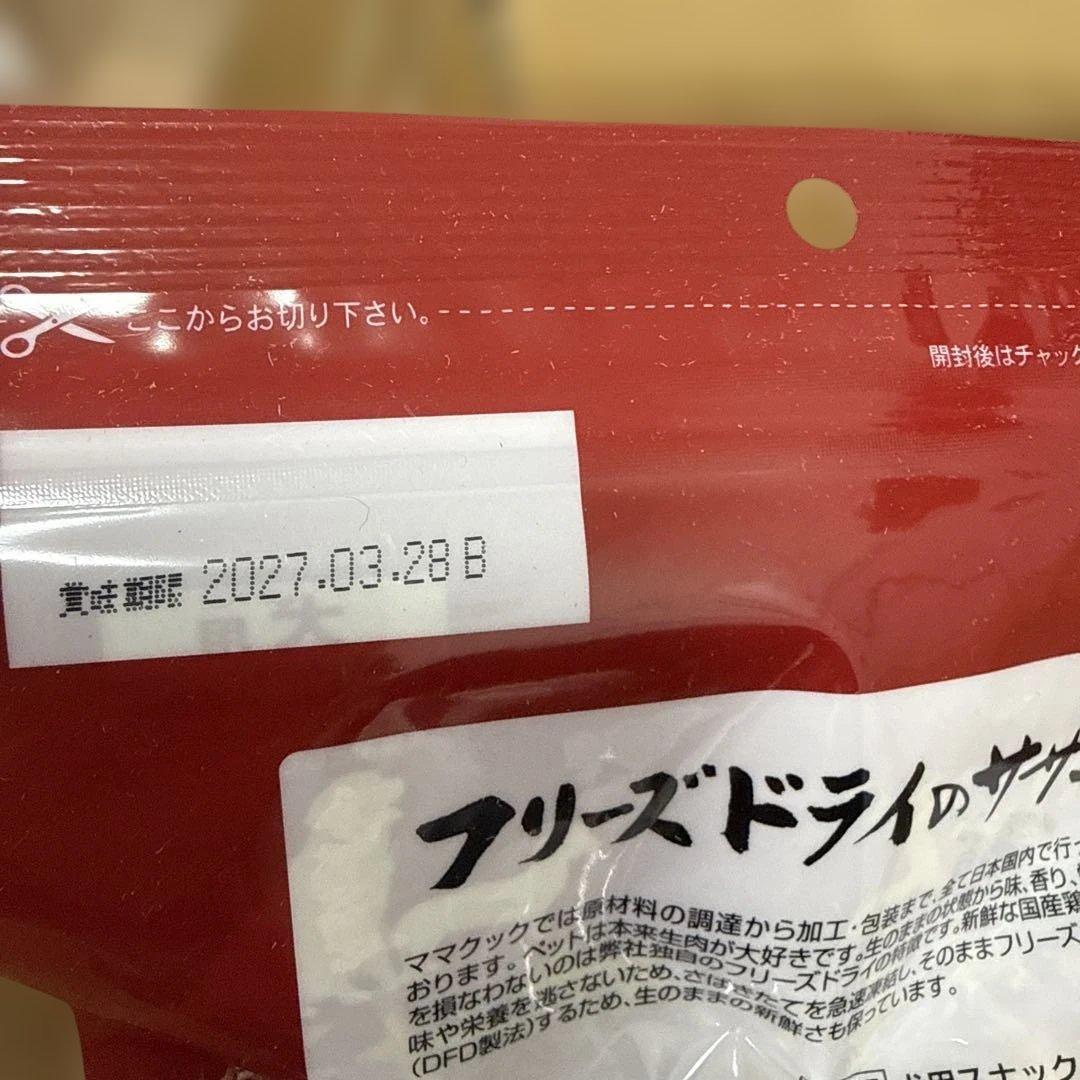 ここからお切り下さい。
開封後はチャック
賞味期限 2027.03.28 B
フリーズドライのササ
ママクックでは原材料の調達から加工・包装まで、全て日本国内で行っ
おります。ペットは本来生肉が大好きです。生のままの状態から味、香り、
を損なわないのは弊社独自のフリーズドライの特徴です。新鮮な国産鶏
味や栄養を逃さないため、さばきたてを急速凍結し、そのままフリーズ
(DFD製法)するため、生のままの新鮮さも保っています。
犬用スナック